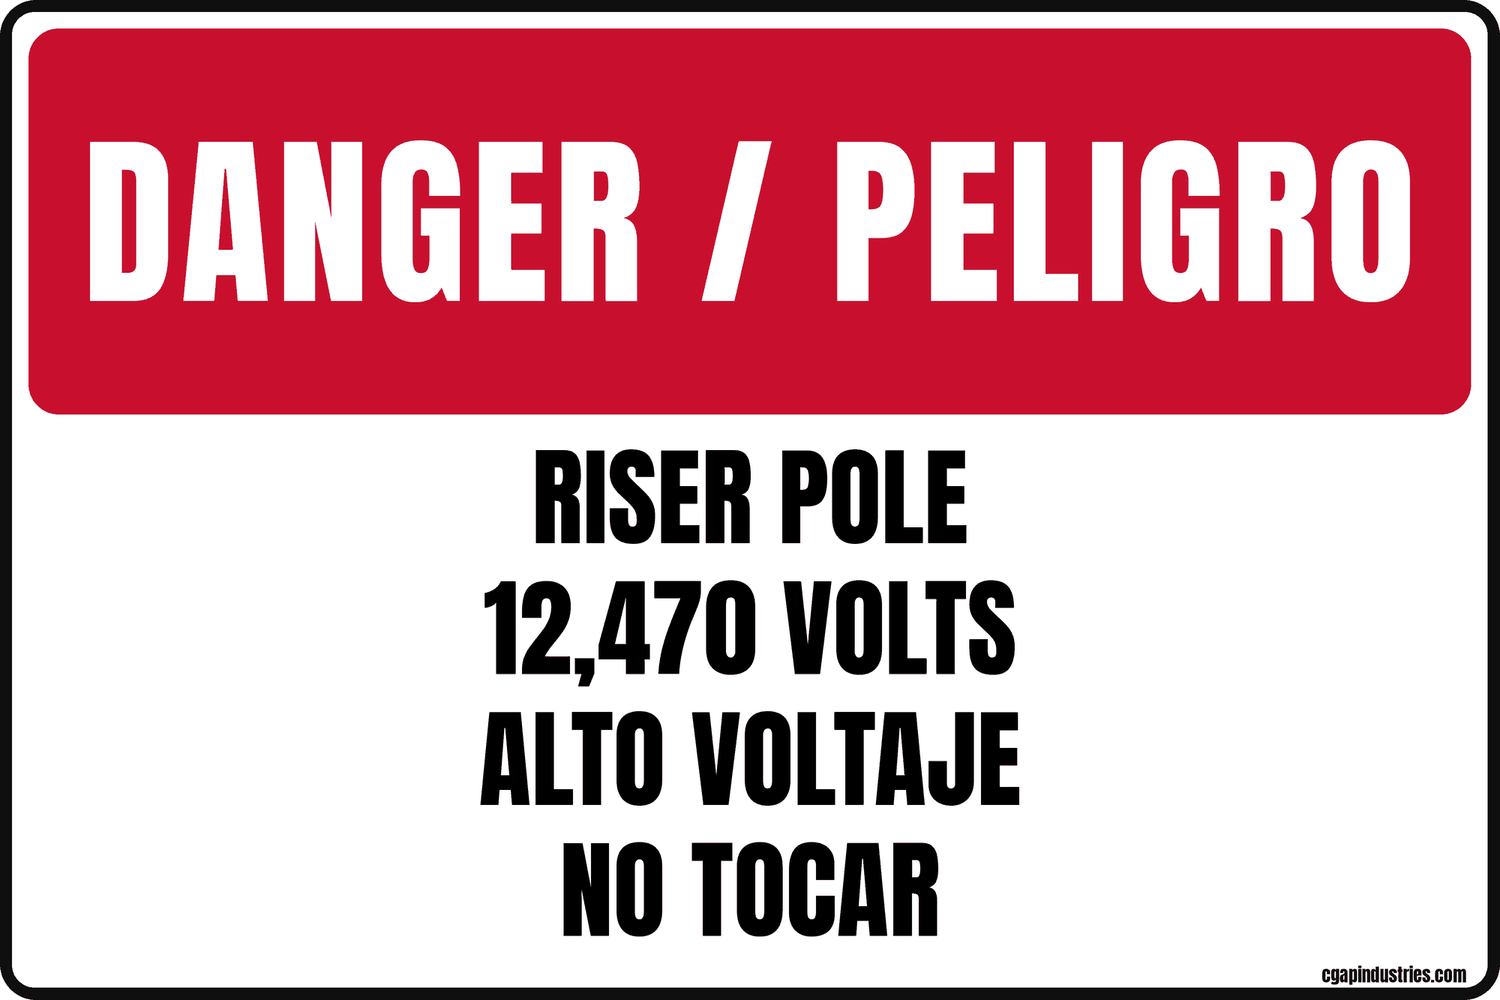 DANGER / PELIGRO
RISER POLE
12,470 VOLTS
ALTO VOLTAJE
NO TOCAR
cgapindustries.com